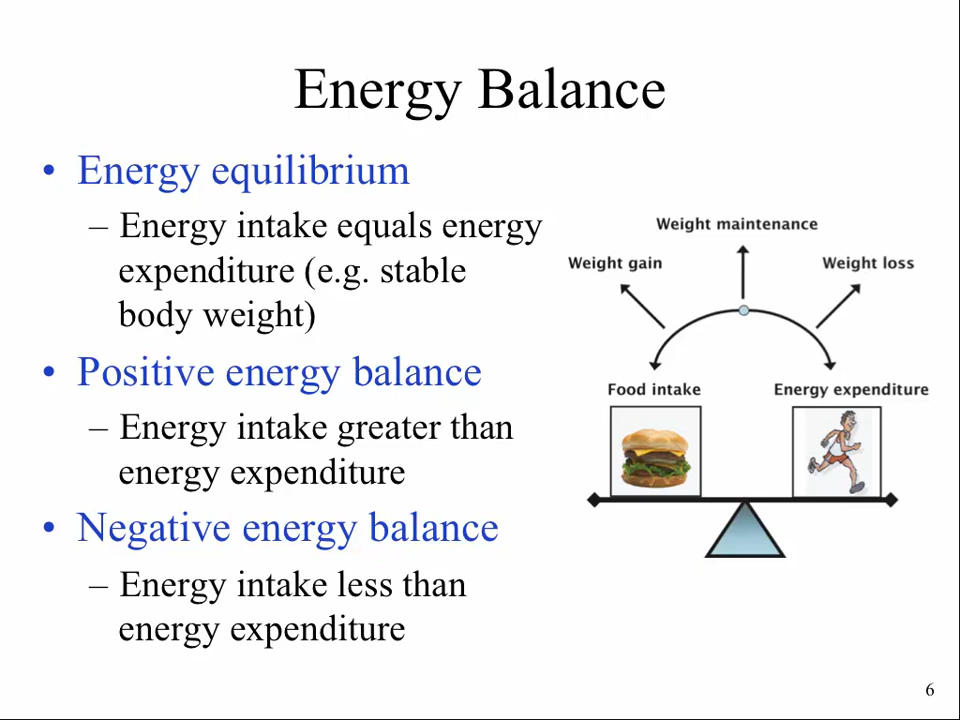 Energy Balance
• Energy equilibrium
– Energy intake equals energy
expenditure (e.g. stable
body weight)
• Positive energy balance
– Energy intake greater than
energy expenditure
• Negative energy balance
– Energy intake less than
energy expenditure
Weight maintenance
Weight gain
Weight loss
Food intake
Energy expenditure
6